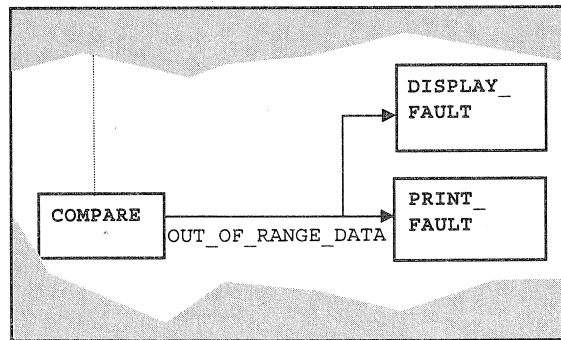 DISPLAY_
FAULT
COMPARE
OUT_OF_RANGE_DATA
PRINT_
FAULT